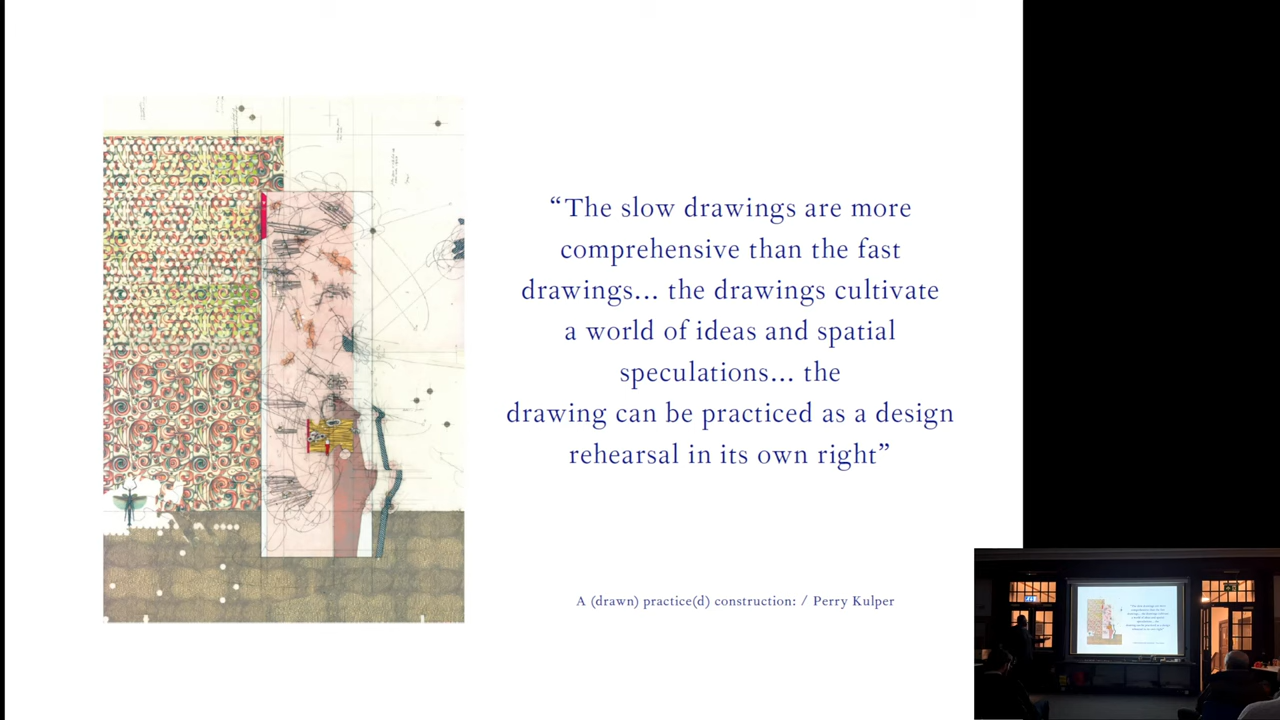 “The slow drawings are more
comprehensive than the fast
drawings... the drawings cultivate
a world of ideas and spatial
speculations... the
drawing can be practiced as a design
rehearsal in its own right”
A (drawn) practice(d) construction: / Perry Kulper